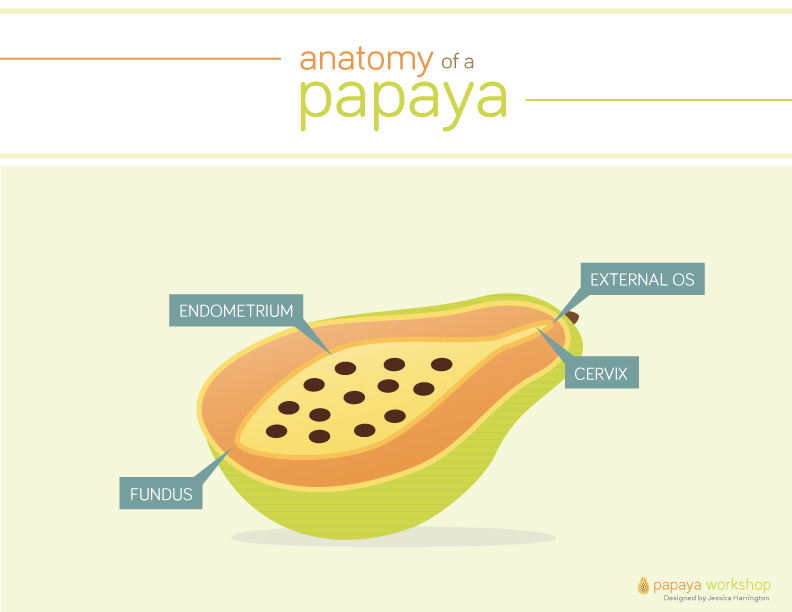 anatomy of a
papaya
EXTERNAL OS
ENDOMETRIUM
CERVIX
FUNDUS
papaya workshop
Designed by Jessica Harrington